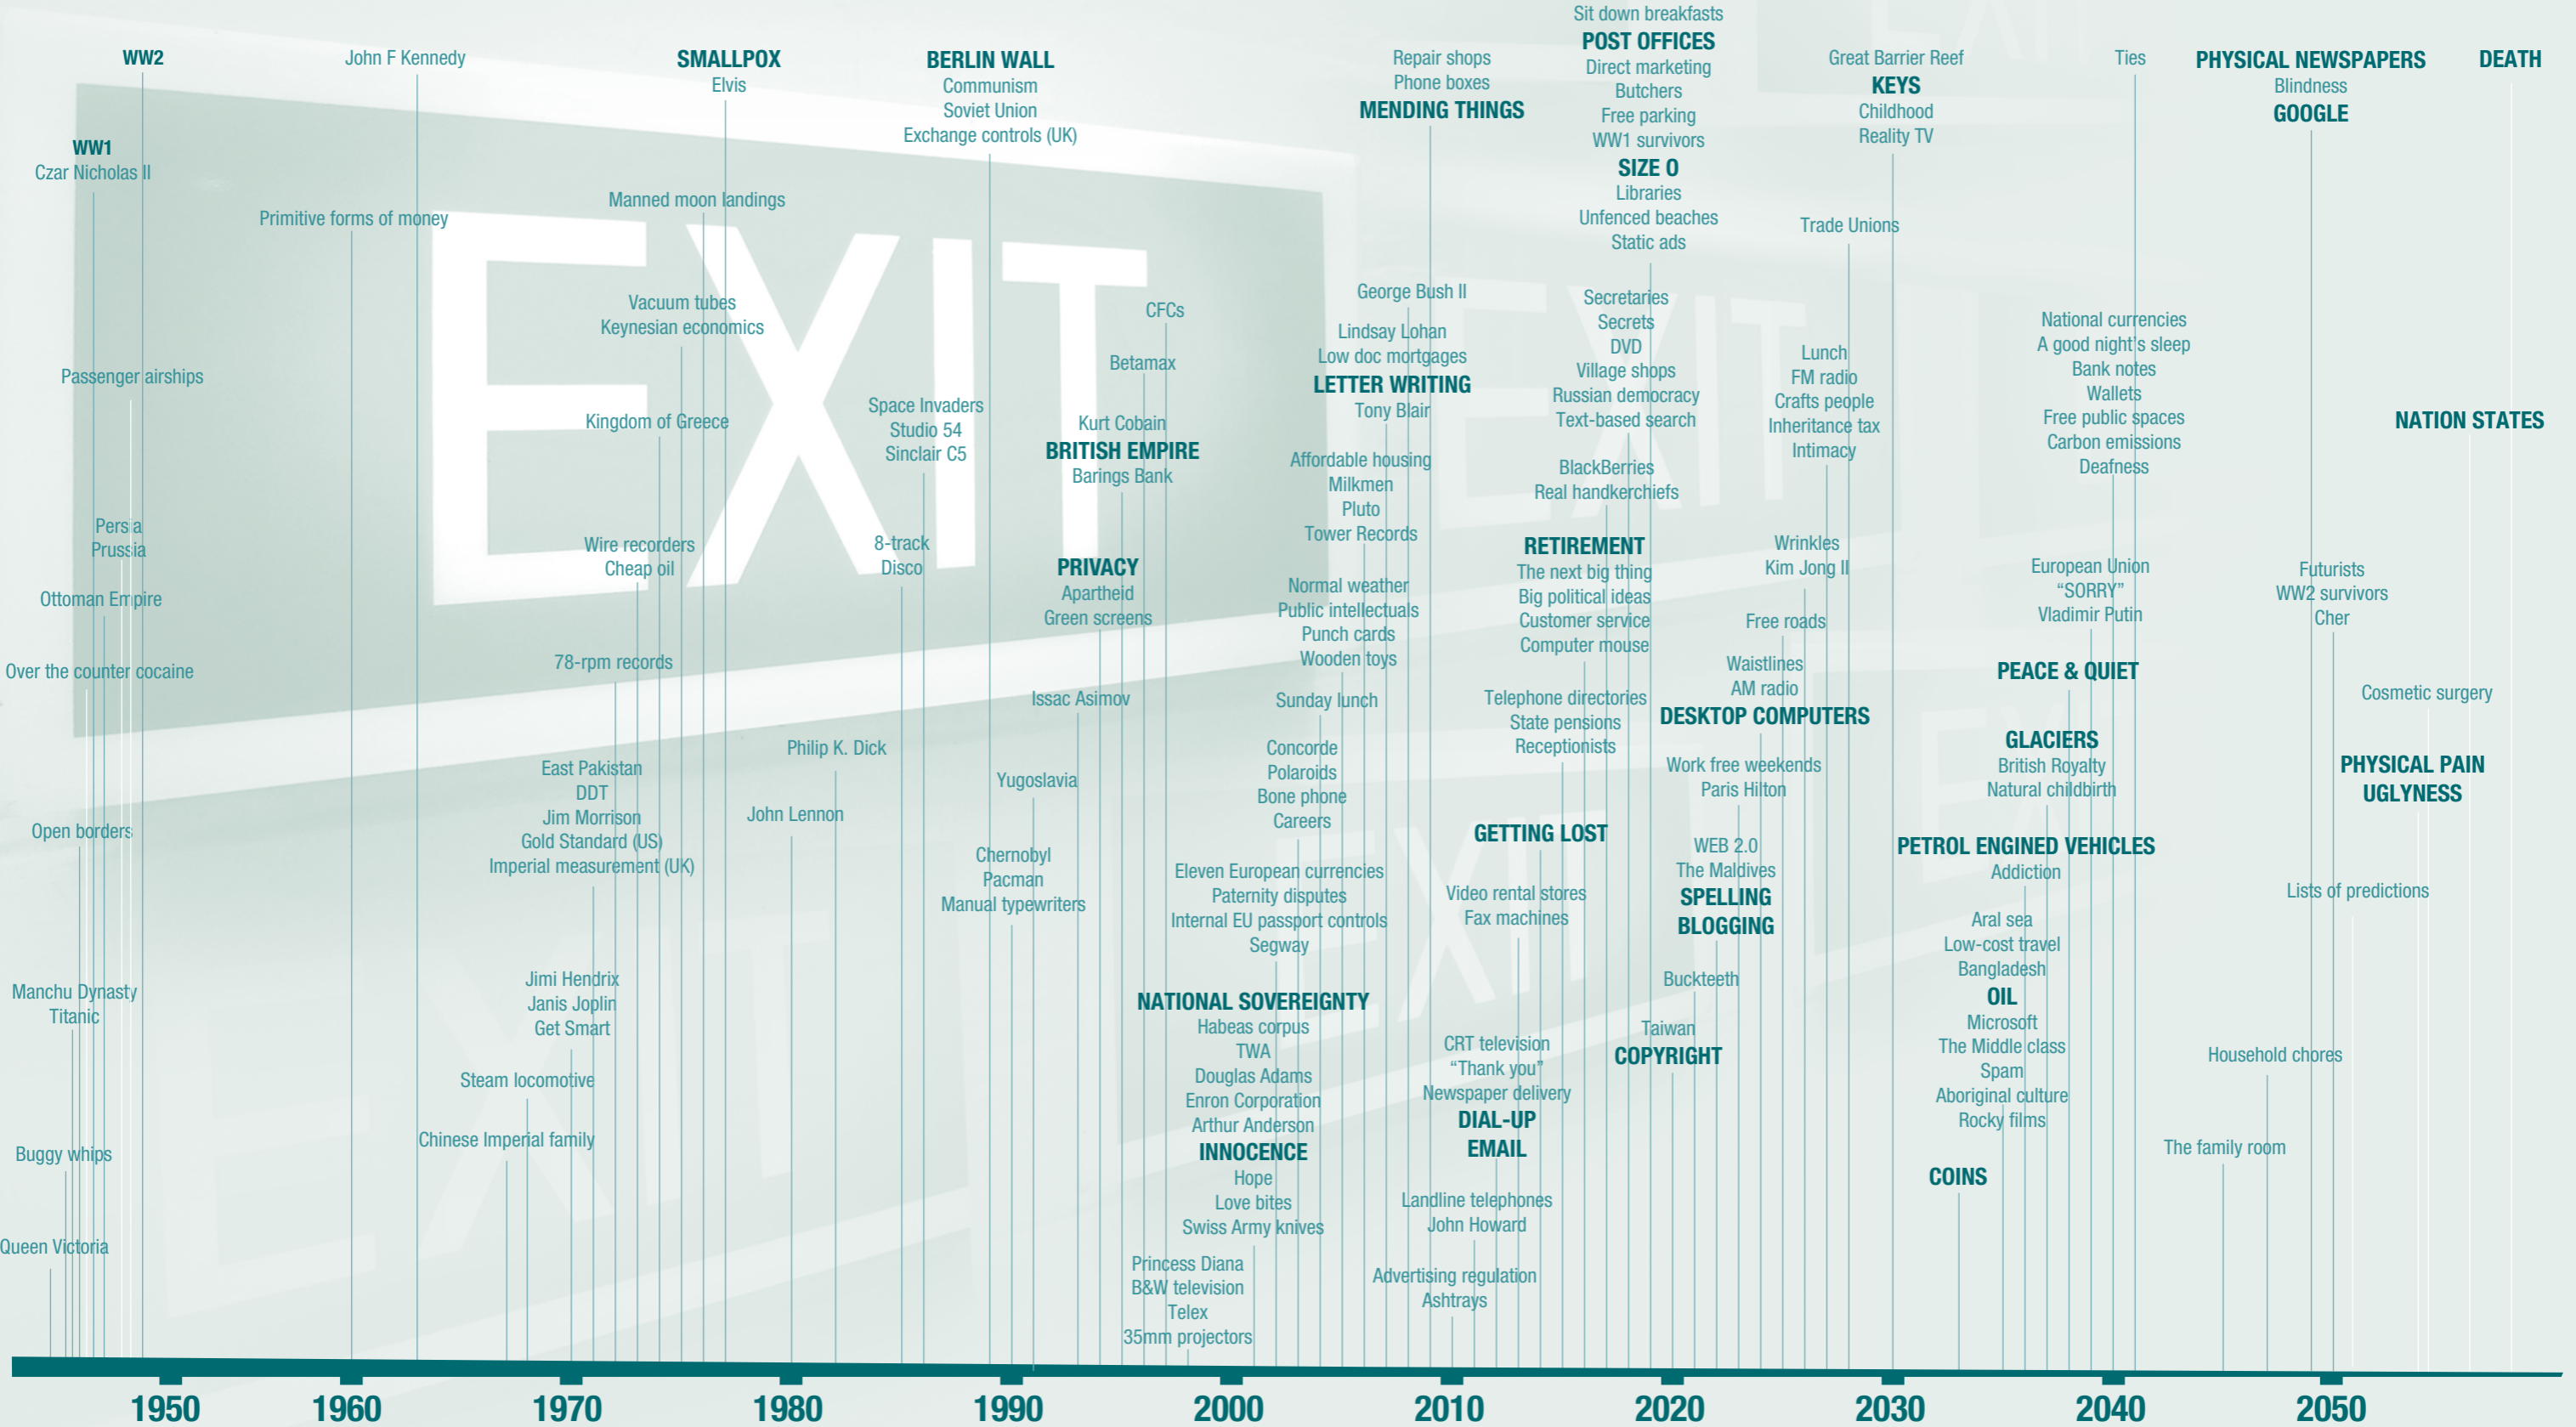 WW2
WW1
Czar Nicholas II
Passenger airships
Persia
Prussia
Ottoman Empire
Over the counter cocaine
Open borders
Manchu Dynasty
Titanic
Buggy whips
Queen Victoria
John F Kennedy
Primitive forms of money
SMALLPOX
Elvis
Manned moon landings
Vacuum tubes
Keynesian economics
Kingdom of Greece
Wire recorders
Cheap oil
78-rpm records
East Pakistan
DDT
Jim Morrison
Gold Standard (US)
Imperial measurement (UK)
Jimi Hendrix
Janis Joplin
Get Smart
Steam locomotive
Chinese Imperial family
BERLIN WALL
Communism
Soviet Union
Exchange controls (UK)
Space Invaders
Studio 54
Sinclair C5
8-track
Disco
Philip K. Dick
John Lennon
CFCs
Betamax
Kurt Cobain
BRITISH EMPIRE
Barings Bank
PRIVACY
Apartheid
Green screens
Issac Asimov
Yugoslavia
Chernobyl
Pacman
Manual typewriters
Repair shops
Phone boxes
MENDING THINGS
George Bush II
Lindsay Lohan
Low doc mortgages
LETTER WRITING
Tony Blair
Affordable housing
Milkmen
Pluto
Tower Records
Normal weather
Public intellectuals
Punch cards
Wooden toys
Sunday lunch
Concorde
Polaroids
Bone phone
Careers
Eleven European currencies
Paternity disputes
Internal EU passport controls
Segway
NATIONAL SOVEREIGNTY
Habeas corpus
TWA
Douglas Adams
Enron Corporation
Arthur Anderson
INNOCENCE
Hope
Love bites
Swiss Army knives
Princess Diana
B&W television
Telex
35mm projectors
Sit down breakfasts
POST OFFICES
Direct marketing
Butchers
Free parking
WW1 survivors
SIZE O
Libraries
Unfenced beaches
Static ads
Secretaries
Secrets
DVD
Village shops
Russian democracy
Text-based search
BlackBerries
Real handkerchiefs
RETIREMENT
The next big thing
Big political ideas
Customer service
Computer mouse
Telephone directories
State pensions
Receptionists
GETTING LOST
Video rental stores
Fax machines
CRT television
“Thank you”
Newspaper delivery
DIAL-UP
EMAIL
Landline telephones
John Howard
Advertising regulation
Ashtrays
Great Barrier Reef
KEYS
Childhood
Reality TV
Trade Unions
Lunch
FM radio
Crafts people
Inheritance tax
Intimacy
Wrinkles
Kim Jong Il
Free roads
Waistlines
AM radio
DESKTOP COMPUTERS
Work free weekends
Paris Hilton
WEB 2.0
The Maldives
SPELLING
BLOGGING
Buckteeth
Taiwan
COPYRIGHT
Ties
National currencies
A good night's sleep
Bank notes
Wallets
Free public spaces
Carbon emissions
Deafness
European Union
“SORRY”
Vladimir Putin
PEACE & QUIET
GLACIERS
British Royalty
Natural childbirth
PETROL ENGINED VEHICLES
Addiction
Aral sea
Low-cost travel
Bangladesh
OIL
Microsoft
The Middle class
Spam
Aboriginal culture
Rocky films
COINS
PHYSICAL NEWSPAPERS
Blindness
GOOGLE
DEATH
NATION STATES
Futurists
WW2 survivors
Cher
Cosmetic surgery
PHYSICAL PAIN
UGLYNESS
Lists of predictions
Household chores
The family room
EXIT
EXIT
EXIT
EXIT
EXIT
EXIT
1950
1960
1970
1980
1990
2000
2010
2020
2030
2040
2050